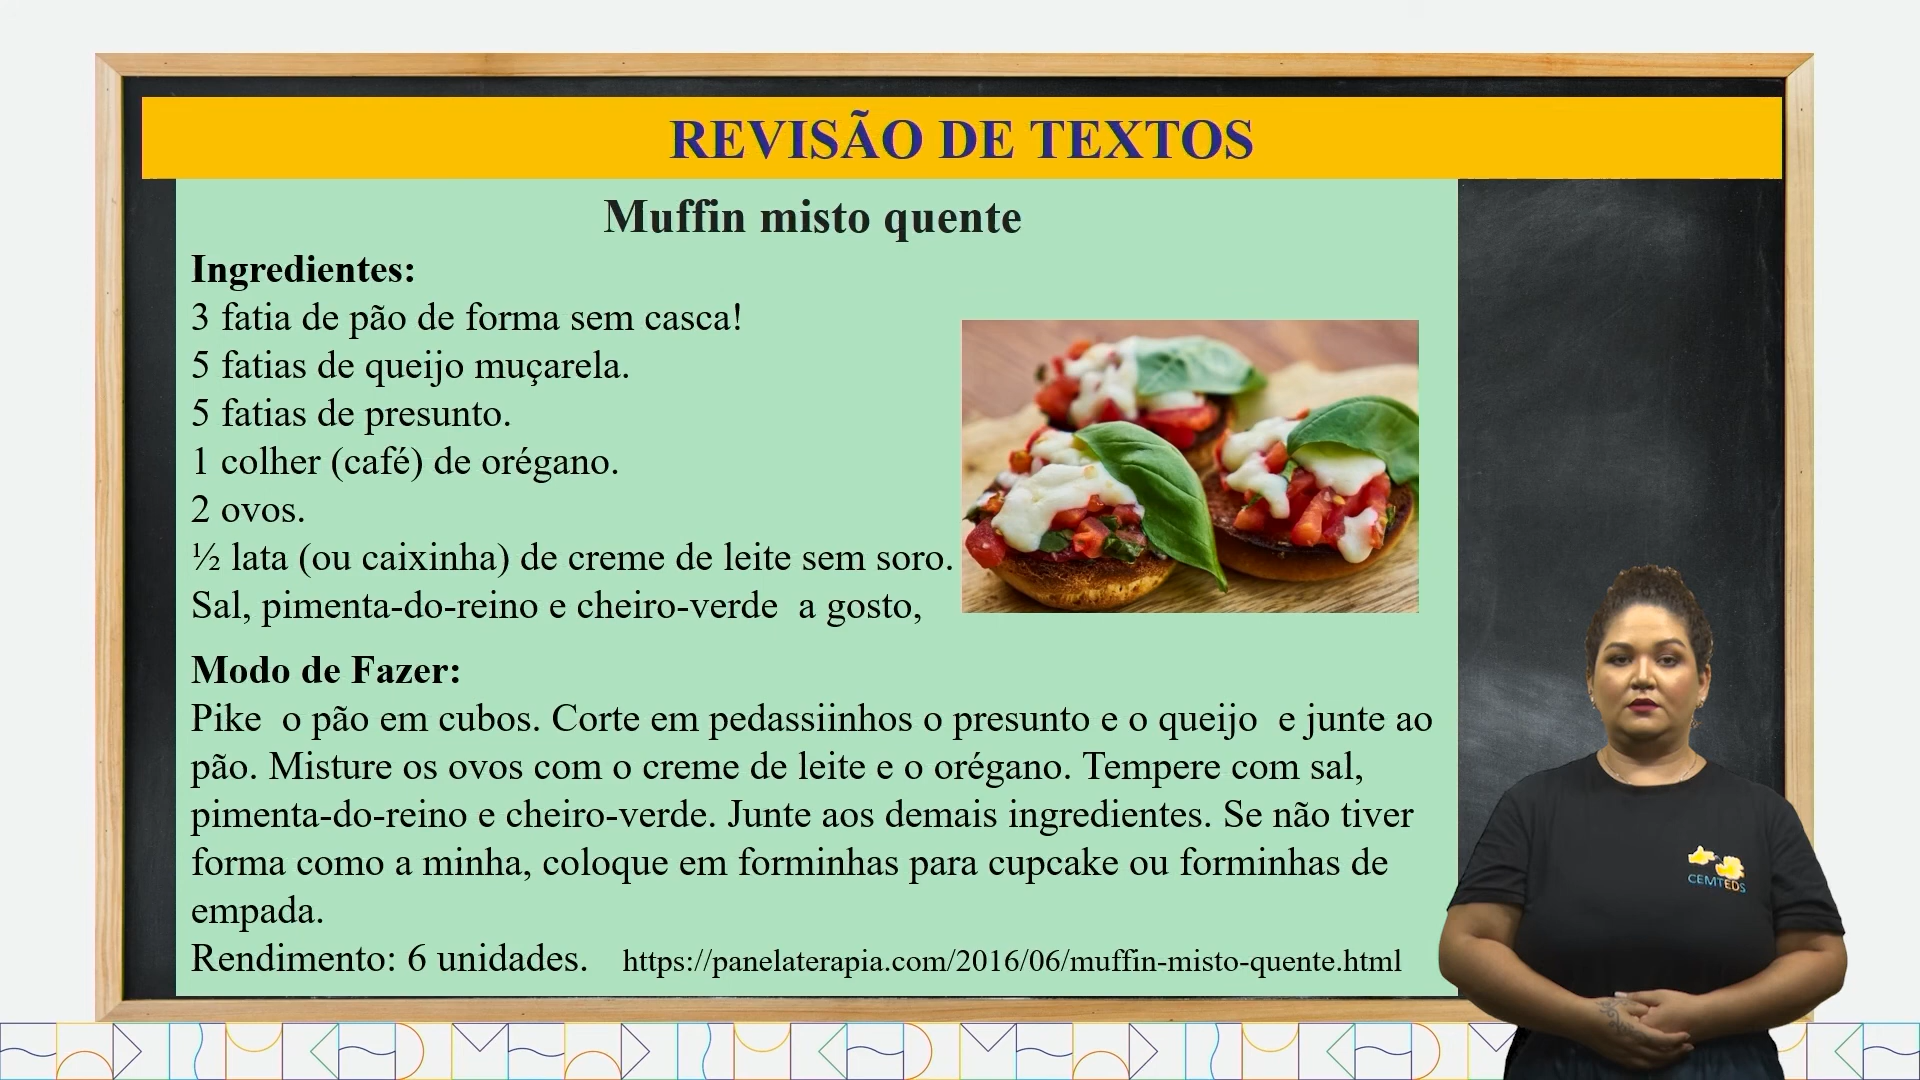 REVISÃO DE TEXTOS
Muffin misto quente
Ingredientes:
3 fatia de pão de forma sem casca!
5 fatias de queijo muçarela.
5 fatias de presunto.
1 colher (café) de orégano.
2 ovos.
½ lata (ou caixinha) de creme de leite sem soro.
Sal, pimenta-do-reino e cheiro-verde  a gosto,
Modo de Fazer:
Pike  o pão em cubos. Corte em pedassiinhos o presunto e o queijo  e junte ao
pão. Misture os ovos com o creme de leite e o orégano. Tempere com sal,
pimenta-do-reino e cheiro-verde. Junte aos demais ingredientes. Se não tiver
forma como a minha, coloque em forminhas para cupcake ou forminhas de
empada.
Rendimento: 6 unidades. https://panelaterapia.com/2016/06/muffin-misto-quente.html
CEMTEDS